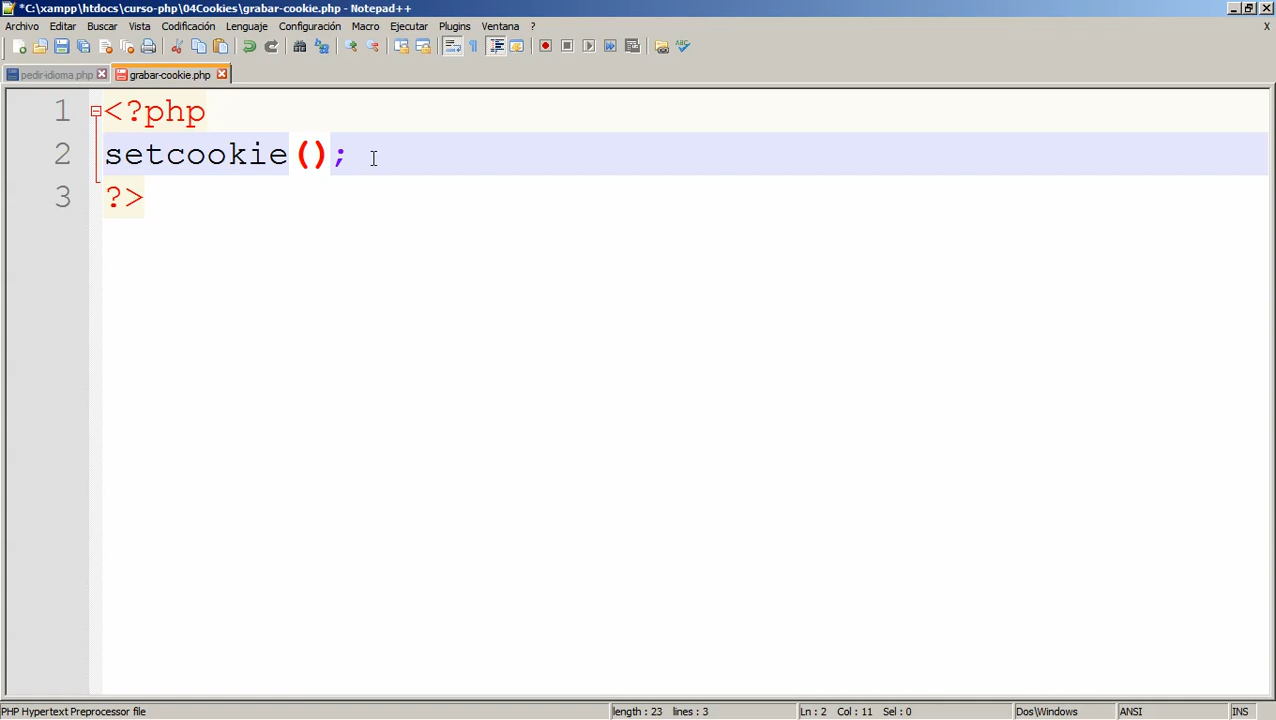 *C:\xampp\htdocs\curso-php\04Cookies\grabar-cookie.php - Notepad++
Archivo Editar Buscar Vista Codificación Lenguaje Configuración Macro Ejecutar Plugins Ventana ? X
pedir-idioma.php grabar-cookie.php
1 <?php
2 setcookie();
3 ?>
PHP Hypertext Preprocessor file length : 23 lines : 3 Ln : 2 Col : 11 Sel : 0 Dos\Windows ANSI INS